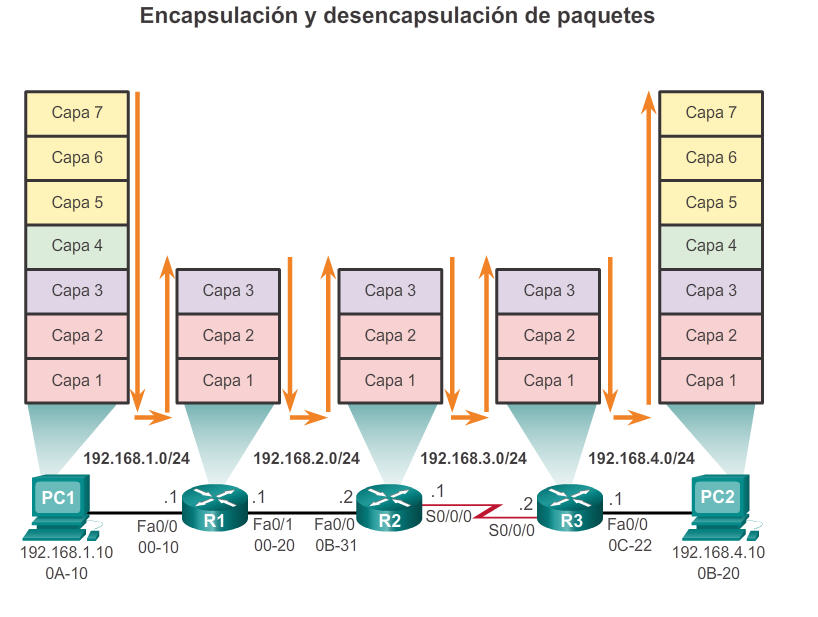 Encapsulación y desencapsulación de paquetes
Capa 7
Capa 6
Capa 5
Capa 4
Capa 3
Capa 2
Capa 1
Capa 3
Capa 2
Capa 1
Capa 3
Capa 2
Capa 1
Capa 3
Capa 2
Capa 1
Capa 7
Capa 6
Capa 5
Capa 4
Capa 3
Capa 2
Capa 1
192.168.1.0/24
192.168.2.0/24
192.168.3.0/24
192.168.4.0/24
PC1
192.168.1.10
0A-10
.1
Fa0/0
00-10
R1
.1
Fa0/1
00-20
.2
Fa0/0
0B-31
R2
.1
S0/0/0
.2
S0/0/0
R3
.1
Fa0/0
0C-22
PC2
192.168.4.10
0B-20